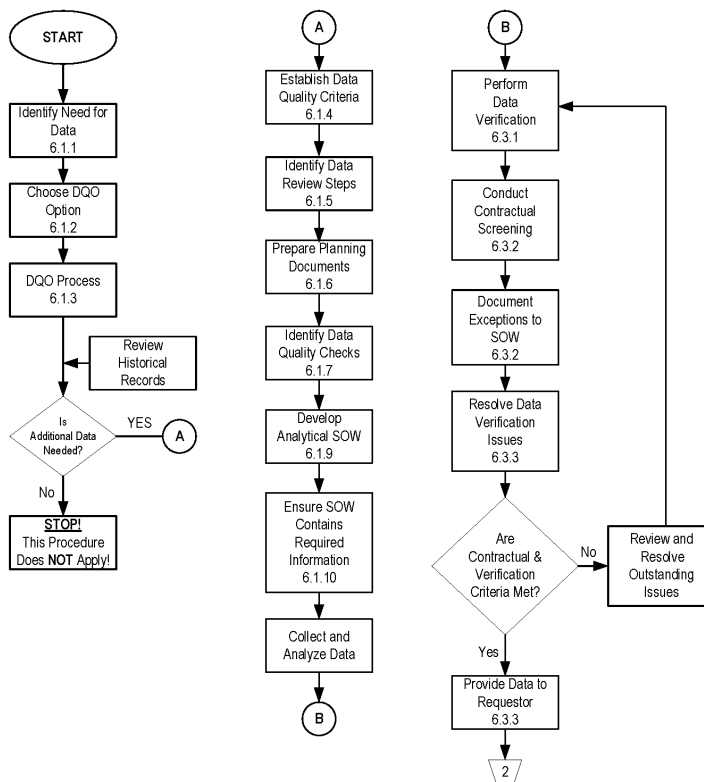 START
Identify Need for
Data
6.1.1
Choose DQO
Option
6.1.2
DQO Process
6.1.3
Review
Historical
Records
Is
Additional Data
Needed?
YES
A
No
STOP!
This Procedure
Does NOT Apply!
A
Establish Data
Quality Criteria
6.1.4
Identify Data
Review Steps
6.1.5
Prepare Planning
Documents
6.1.6
Identify Data
Quality Checks
6.1.7
Develop
Analytical SOW
6.1.9
Ensure SOW
Contains
Required
Information
6.1.10
Collect and
Analyze Data
B
B
Perform
Data
Verification
6.3.1
Conduct
Contractual
Screening
6.3.2
Document
Exceptions to
SOW
6.3.2
Resolve Data
Verification
Issues
6.3.3
Are
Contractual &
Verification
Criteria Met?
No
Review and
Resolve
Outstanding
Issues
Yes
Provide Data to
Requestor
6.3.3
2